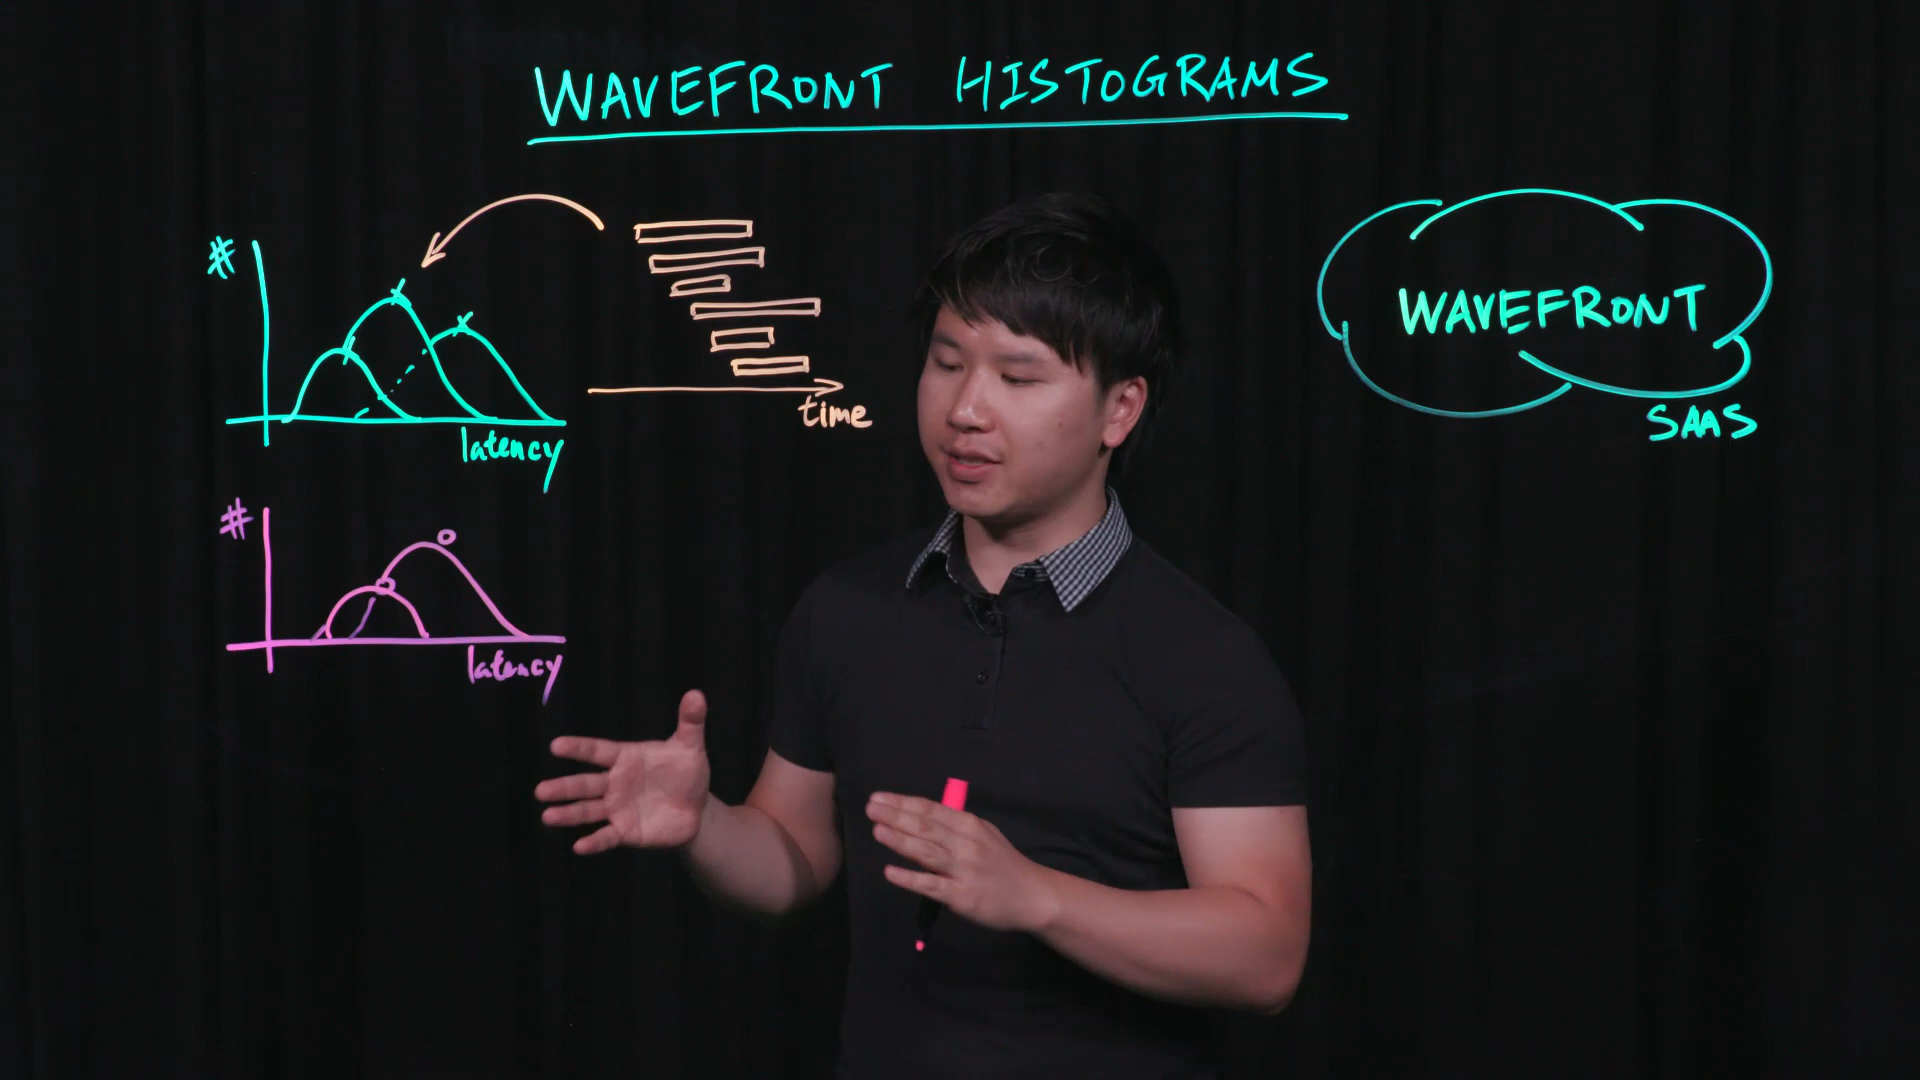 WAVEFRONT HISTOGRAMS
#
latency
time
WAVEFRONT
SAAS
#
latency